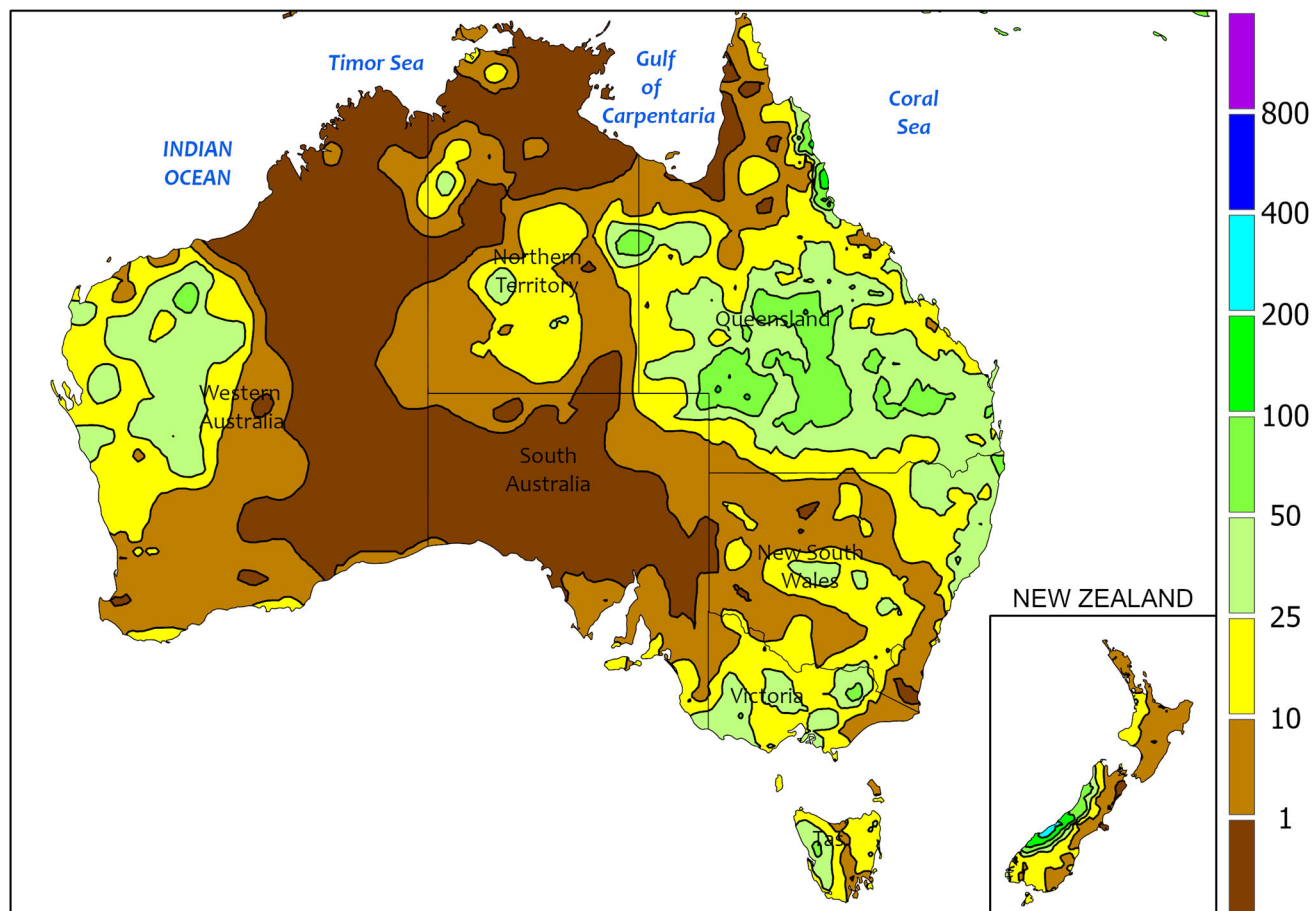 Timor Sea
Gulf
of
Carpentaria
Coral
Sea
INDIAN
OCEAN
Northern
Territory
Queensland
Western
Australia
South
Australia
New South
Wales
Victoria
Tas
NEW ZEALAND
800
400
200
100
50
25
10
1